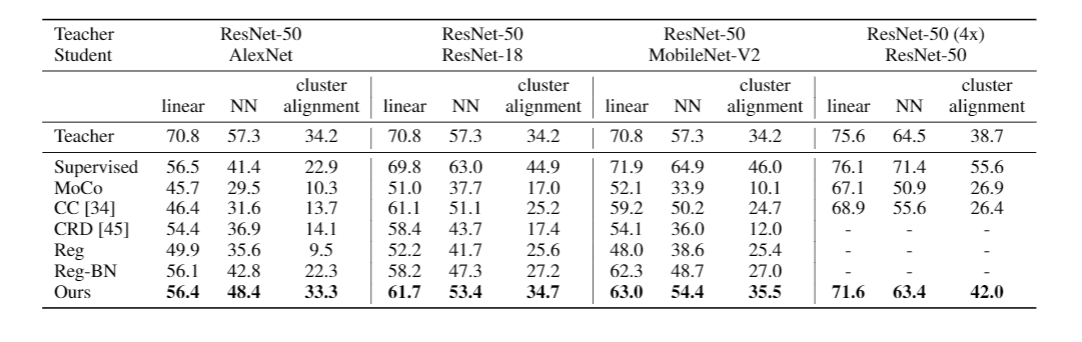 Teacher ResNet-50 ResNet-50 ResNet-50 ResNet-50 (4x)
Student AlexNet ResNet-18 MobileNet-V2 ResNet-50
cluster cluster cluster cluster
linear NN alignment linear NN alignment linear NN alignment linear NN alignment
Teacher 70.8 57.3 34.2 70.8 57.3 34.2 70.8 57.3 34.2 75.6 64.5 38.7
Supervised 56.5 41.4 22.9 69.8 63.0 44.9 71.9 64.9 46.0 76.1 71.4 55.6
MoCo 45.7 29.5 10.3 51.0 37.7 17.0 52.1 33.9 10.1 67.1 50.9 26.9
CC [34] 46.4 31.6 13.7 61.1 51.1 25.2 59.2 50.2 24.7 68.9 55.6 26.4
CRD [45] 54.4 36.9 14.1 58.4 43.7 17.4 54.1 36.0 12.0 - - -
Reg 49.9 35.6 9.5 52.2 41.7 25.6 48.0 38.6 25.4 - - -
Reg-BN 56.1 42.8 22.3 58.2 47.3 27.2 62.3 48.7 27.0 - - -
Ours 56.4 48.4 33.3 61.7 53.4 34.7 63.0 54.4 35.5 71.6 63.4 42.0